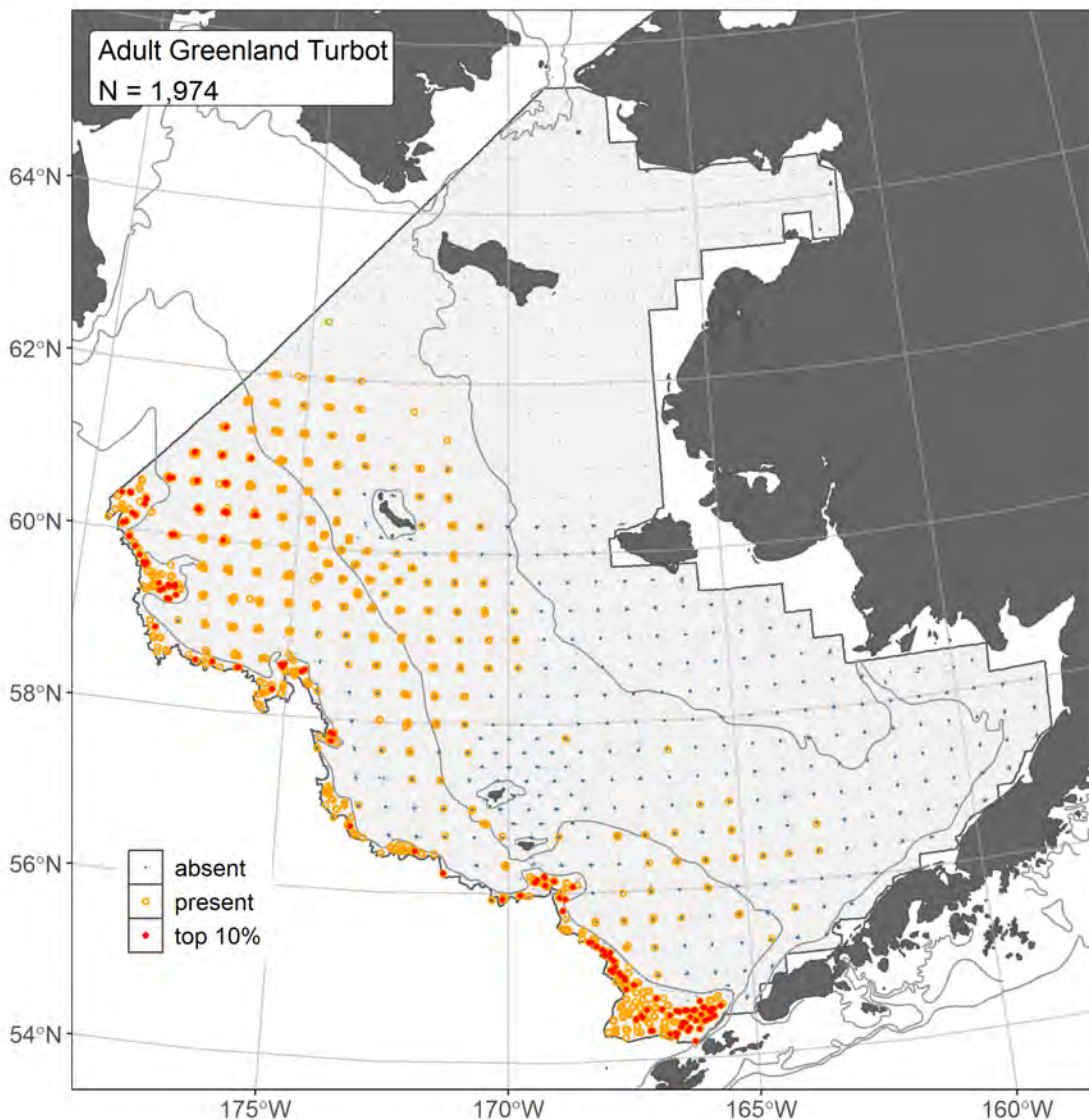 Adult Greenland Turbot
N = 1,974
64°N
62°N
60°N
58°N
56°N
54°N
absent
present
top 10%
175°W
170°W
165°W
160°W